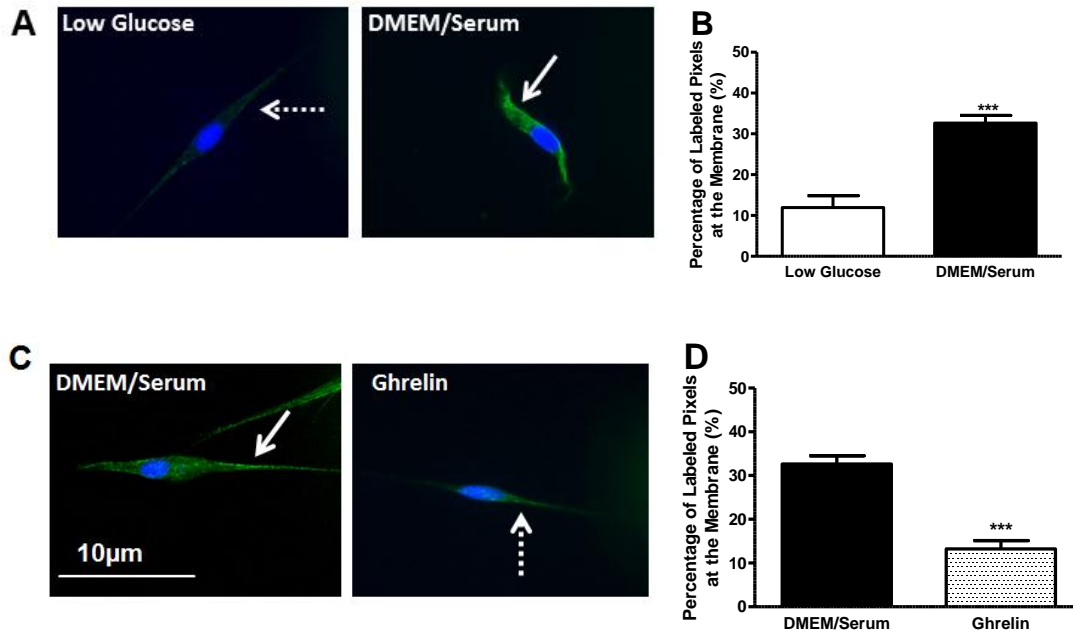 A
Low Glucose
DMEM/Serum
B
Percentage of Labeled Pixels
at the Membrane (%)
50
40
30
20
10
0
***
Low Glucose
DMEM/Serum
C
DMEM/Serum
10µm
Ghrelin
D
Percentage of Labeled Pixels
at the Membrane (%)
50
40
30
20
10
0
***
DMEM/Serum
Ghrelin